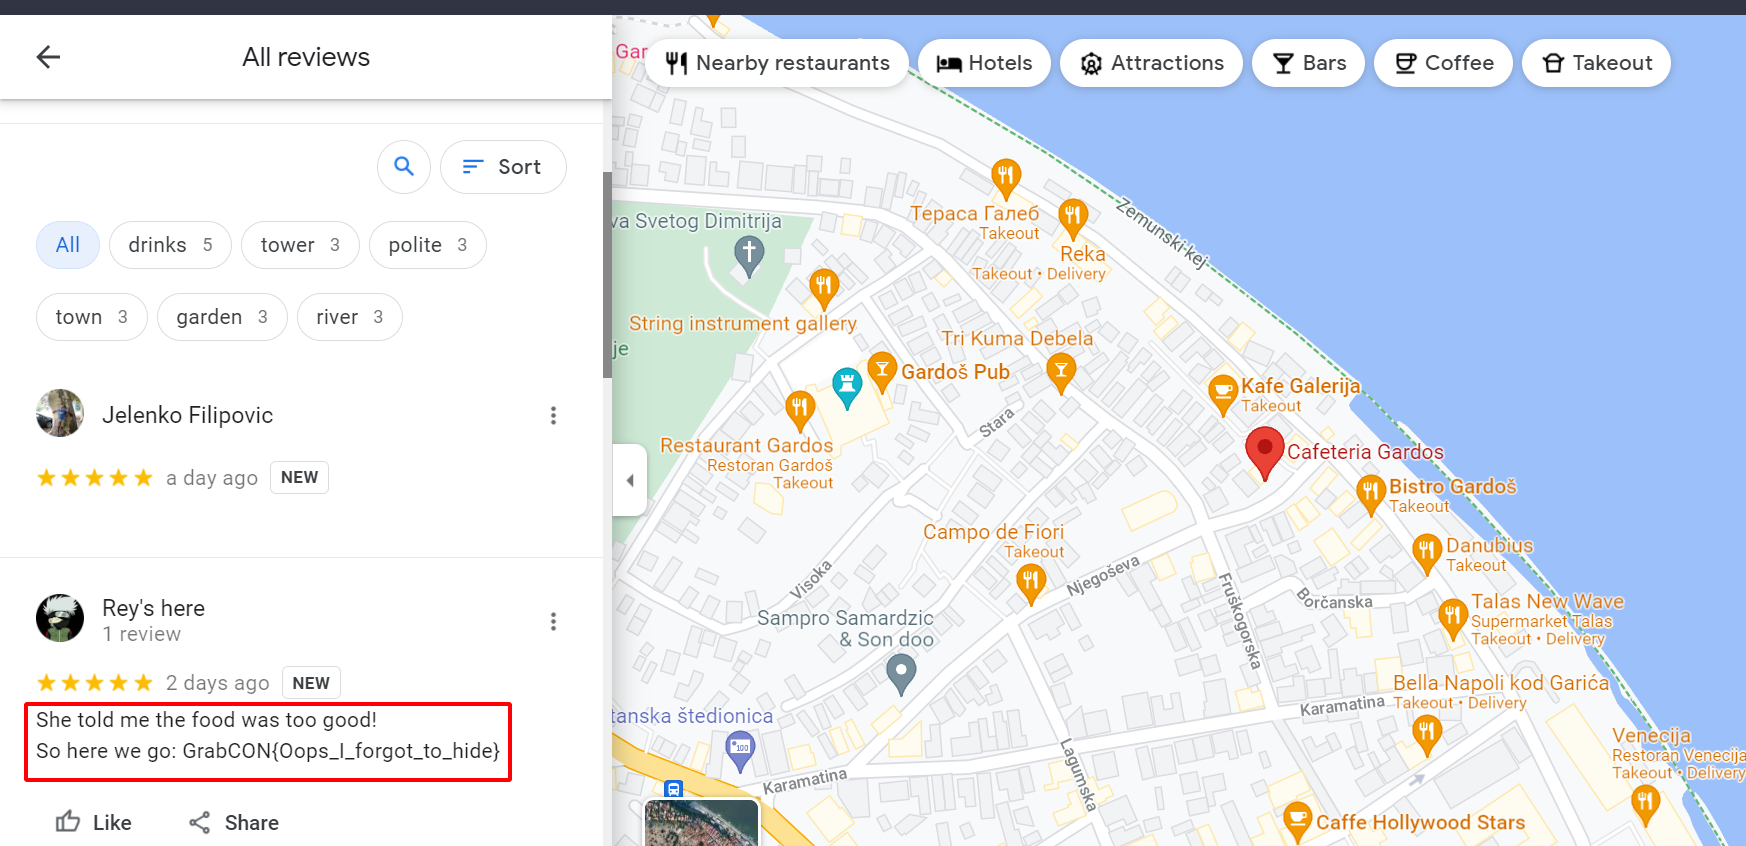 All reviews
Sort
All
drinks 5
tower 3
polite 3
town 3
garden 3
river 3
Jelenko Filipovic
a day ago NEW
Rey's here
1 review
2 days ago NEW
She told me the food was too good!
So here we go: GrabCON{Oops_I_forgot_to_hide}
Like
Share
Gar
Nearby restaurants
Hotels
Attractions
Bars
Coffee
Takeout
va Svetog Dimitrija
Тераса Галеб
Takeout
Zemunski kej
Reka
Takeout • Delivery
String instrument gallery
je
Tri Kuma Debela
Gardoš Pub
Kafe Galerija
Takeout
Stara
Restaurant Gardos
Restoran Gardoš
Takeout
Cafeteria Gardos
Bistro Gardoš
Takeout
Campo de Fiori
Takeout
Danubius
Takeout
Visoka
Njegoševa
Fruškogorska
Borčanska
Talas New Wave
Supermarket Talas
Takeout • Delivery
Sampro Samardzic
& Son doo
Bella Napoli kod Garića
Takeout • Delivery
Karamatina
tanska štedionica
100
Venecija
Restoran Venecija
Takeout • Delivery
Lagumska
Karamatina
Caffe Hollywood Stars